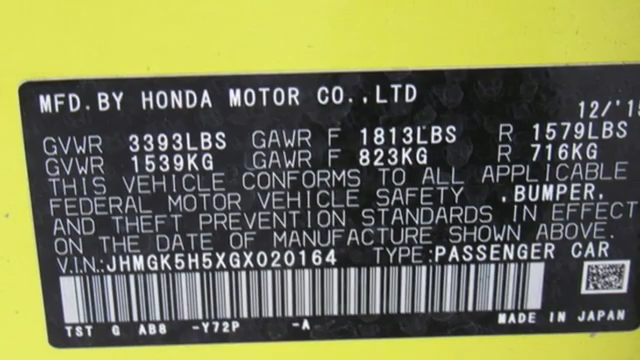 MFD. BY HONDA MOTOR CO., LTD
12/'15
GVWR 3393LBS GAWR F 1813LBS R 1579LBS
GVWR 1539KG GAWR F 823KG R 716KG
THIS VEHICLE CONFORMS TO ALL APPLICABLE
FEDERAL MOTOR VEHICLE SAFETY , BUMPER,
AND THEFT PREVENTION STANDARDS IN EFFECT
ON THE DATE OF MANUFACTURE SHOWN ABOVE.
V.I.N.:JHMGK5H5XGX020164 TYPE:PASSENGER CAR
TST G AB8 -Y72P -A MADE IN JAPAN